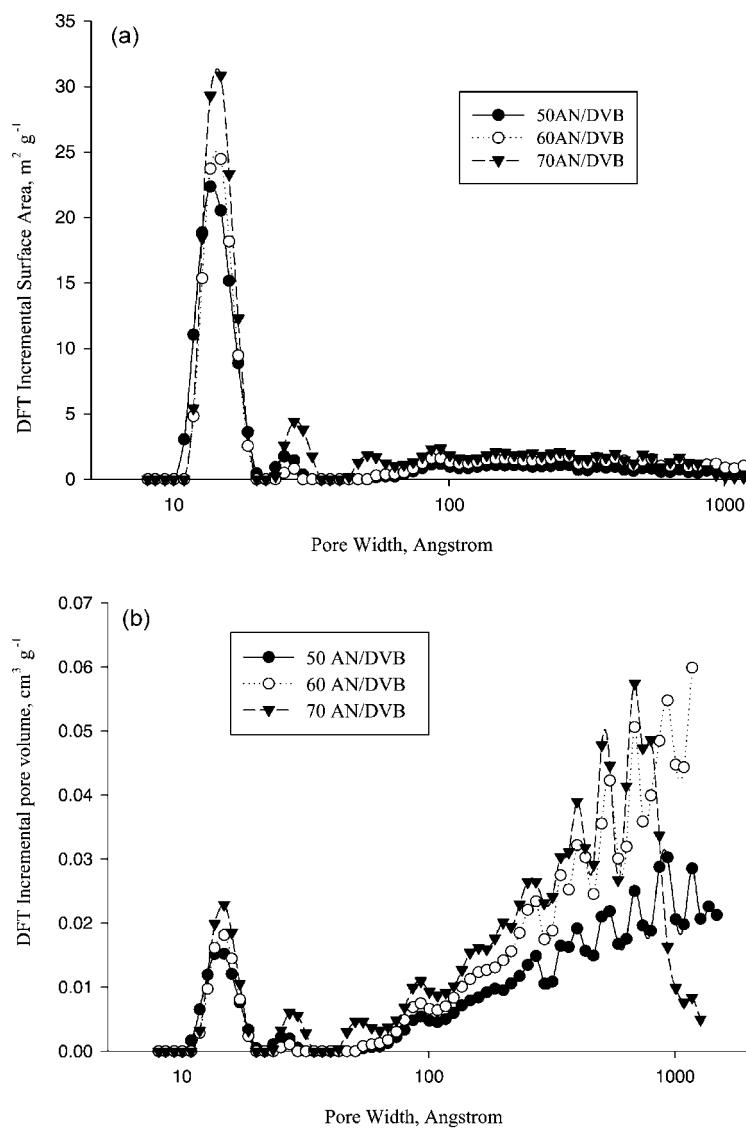 (a)
35
30
25
20
15
10
5
0
DFT Incremental Surface Area, m² g⁻¹
50AN/DVB
60AN/DVB
70AN/DVB
10
100
1000
Pore Width, Angstrom
(b)
0.07
0.06
0.05
0.04
0.03
0.02
0.01
0.00
DFT Incremental pore volume, cm³ g⁻¹
50 AN/DVB
60 AN/DVB
70 AN/DVB
10
100
1000
Pore Width, Angstrom